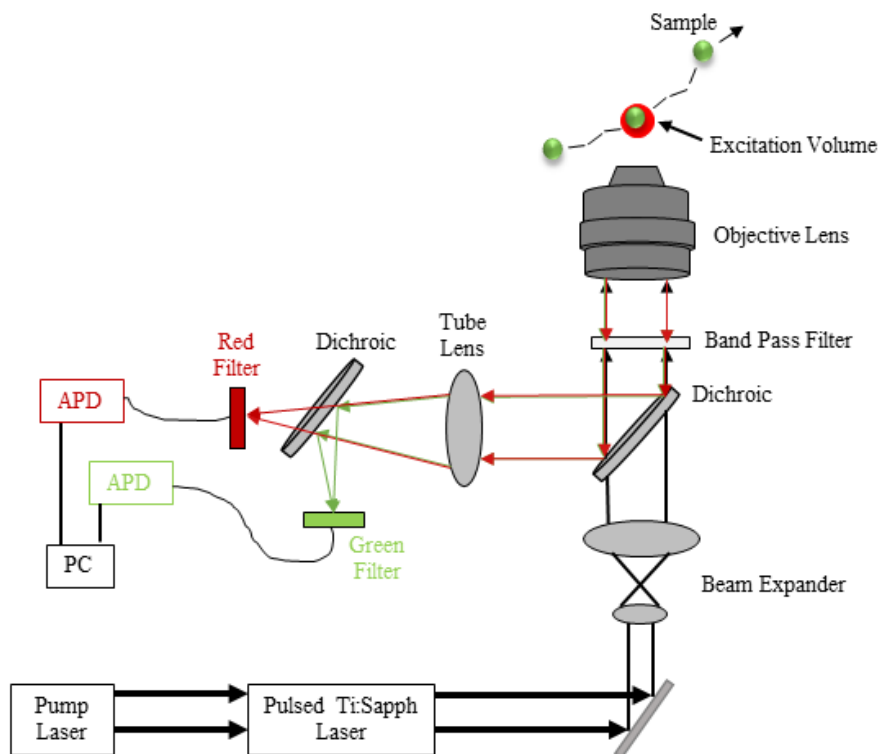 Sample
Excitation Volume
Objective Lens
Tube
Lens
Band Pass Filter
Dichroic
Red
Filter
Dichroic
APD
APD
PC
Green
Filter
Beam Expander
Pump
Laser
Pulsed Ti:Sapph
Laser